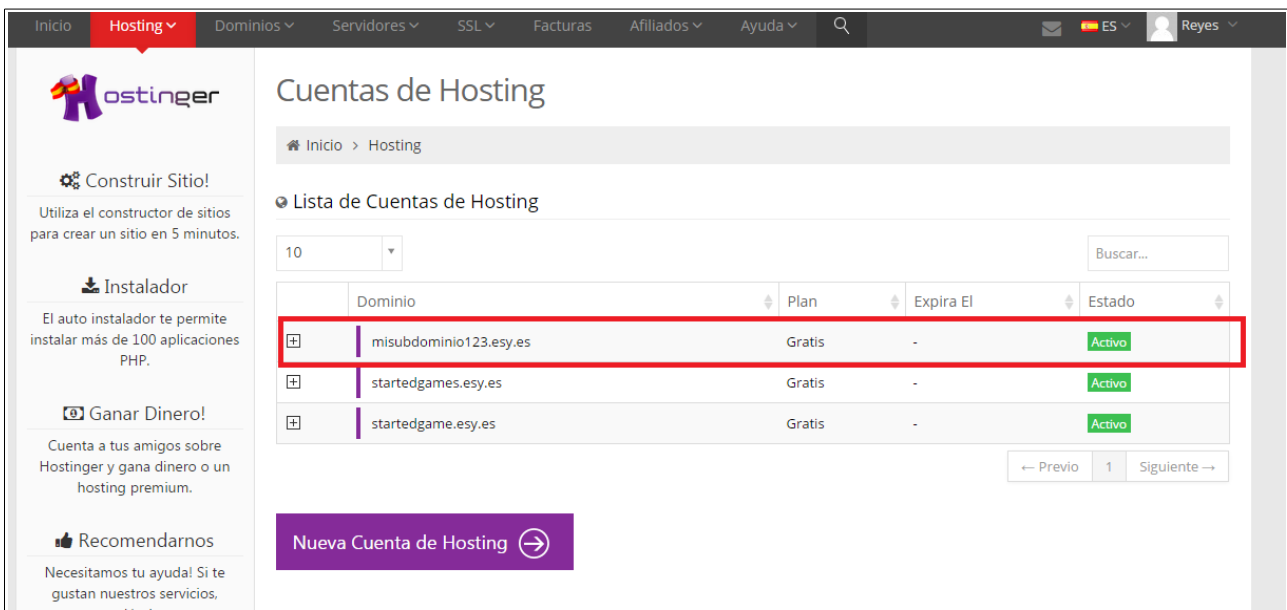 Inicio Hosting Dominios Servidores SSL Facturas Afiliados Ayuda ES Reyes
Hostinger
Construir Sitio!
Utiliza el constructor de sitios
para crear un sitio en 5 minutos.
Instalador
El auto instalador te permite
instalar más de 100 aplicaciones
PHP.
Ganar Dinero!
Cuenta a tus amigos sobre
Hostinger y gana dinero o un
hosting premium.
Recomendarnos
Necesitamos tu ayuda! Si te
gustan nuestros servicios,
Cuentas de Hosting
Inicio > Hosting
Lista de Cuentas de Hosting
10 Buscar...
Dominio Plan Expira El Estado
misubdominio123.esy.es Gratis - Activo
startedgames.esy.es Gratis - Activo
startedgame.esy.es Gratis - Activo
← Previo 1 Siguiente →
Nueva Cuenta de Hosting